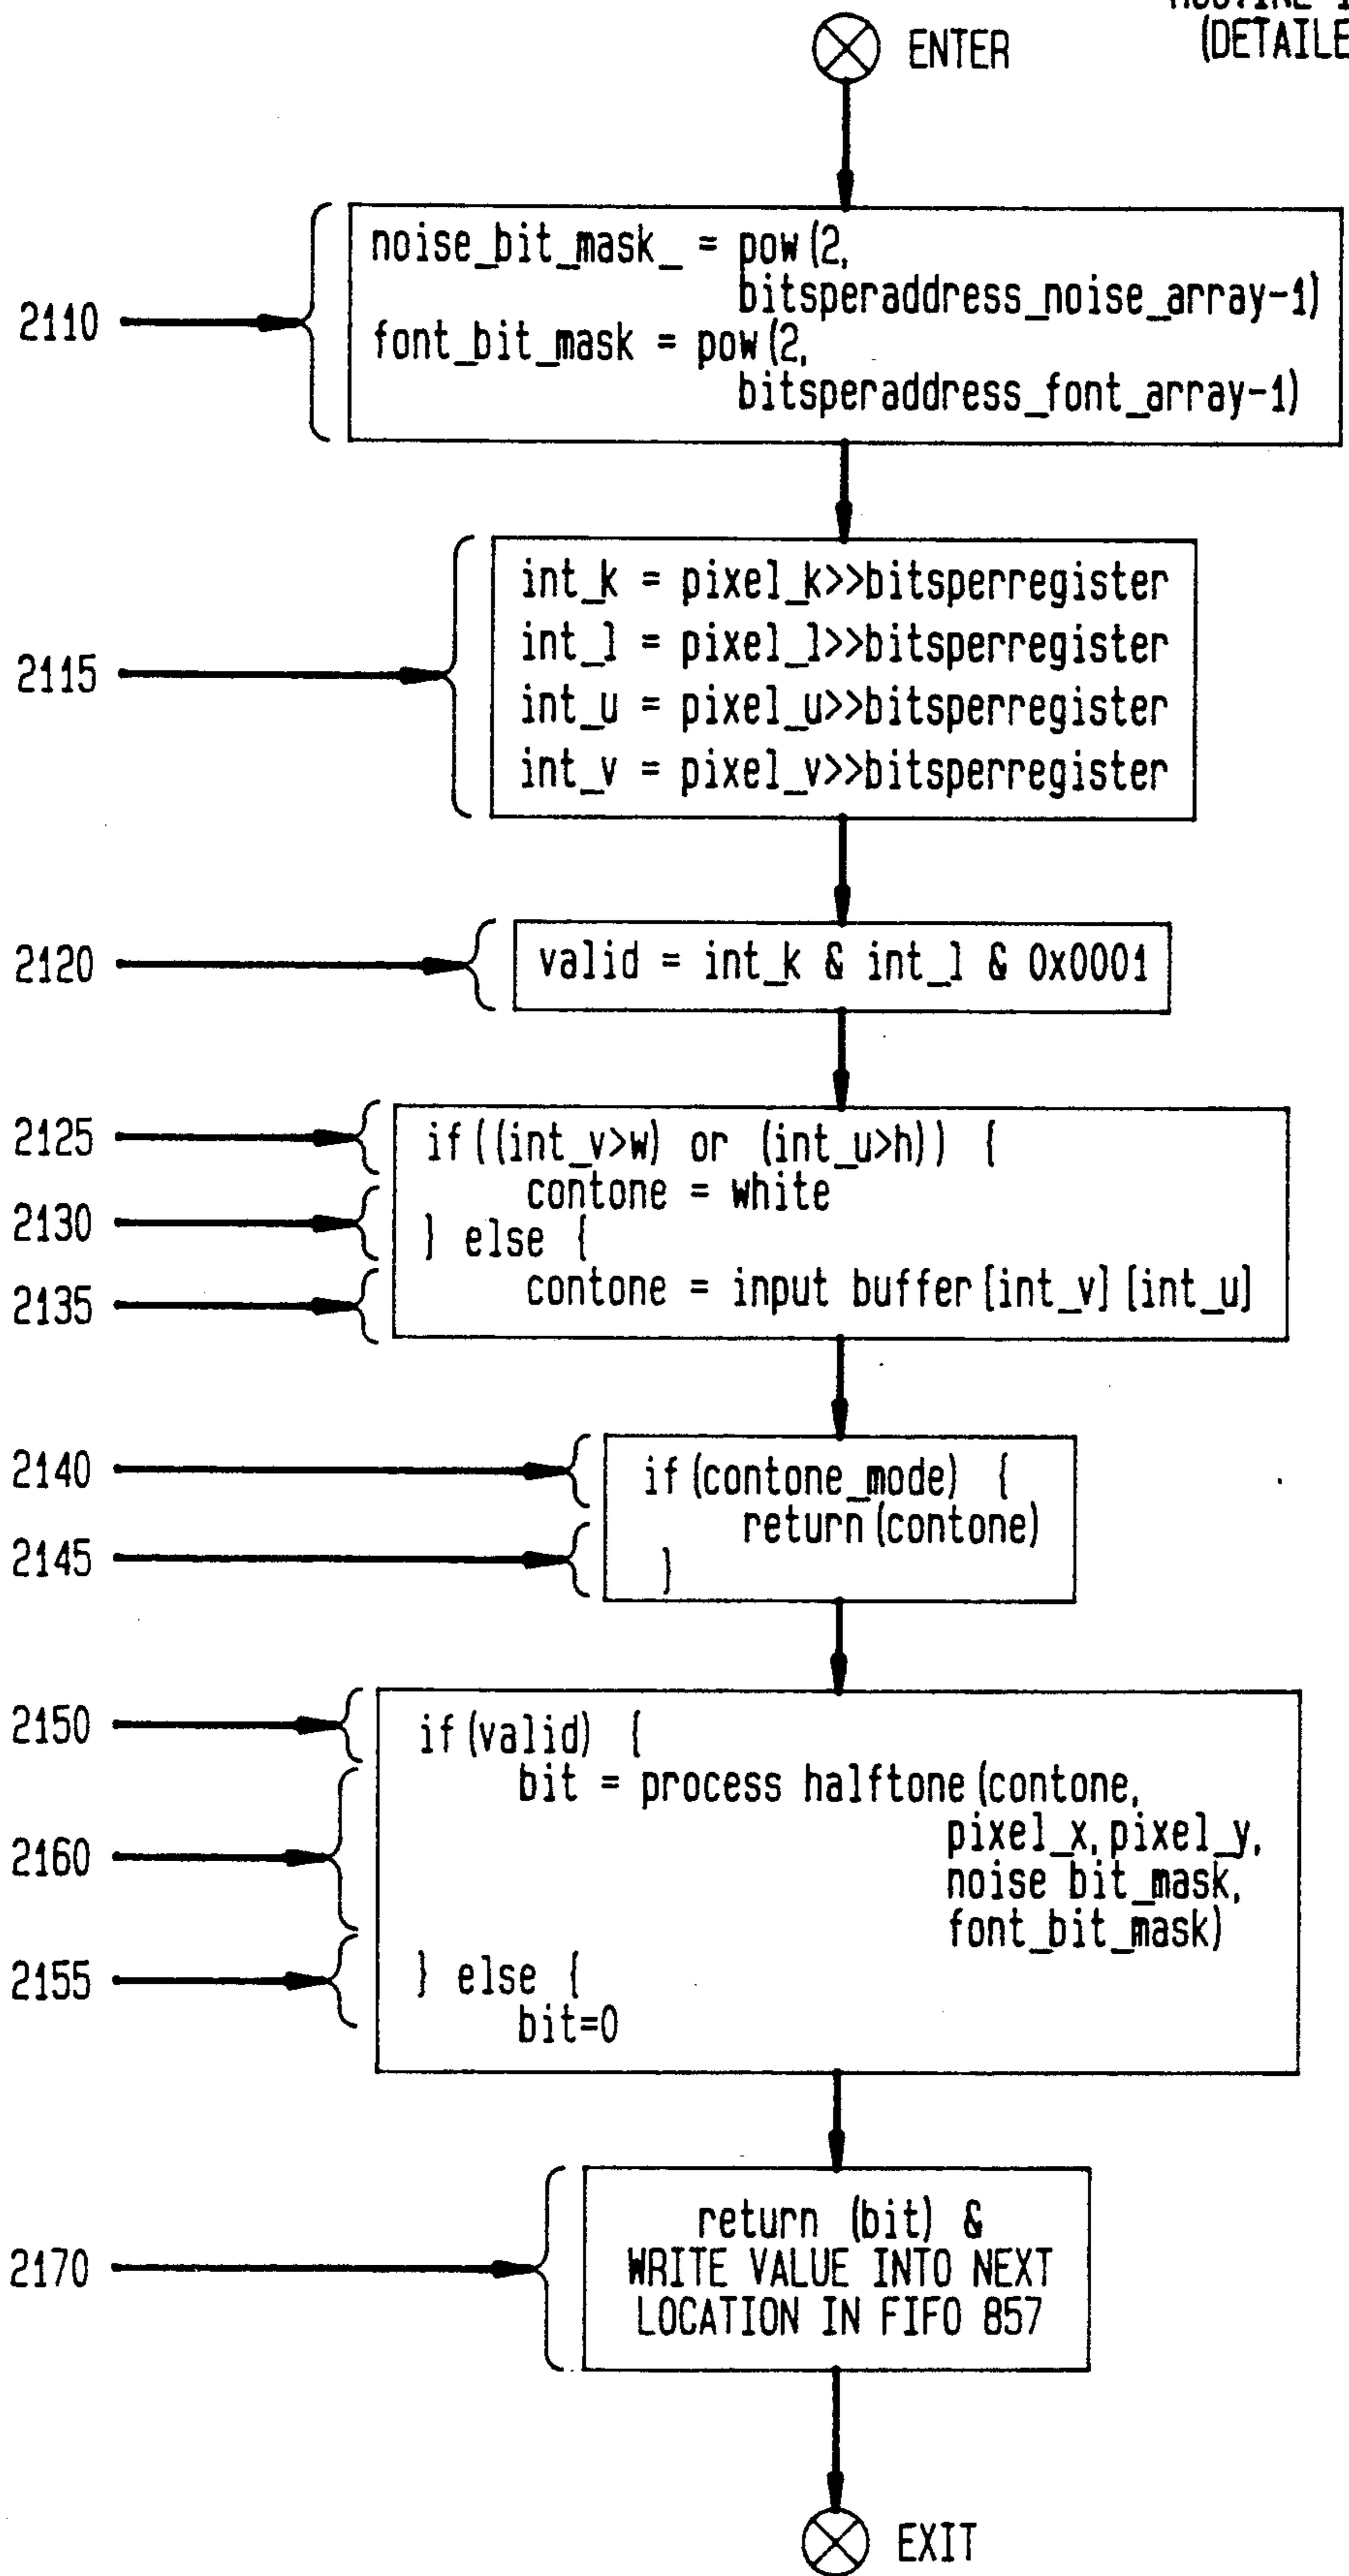 (DETAILE
ENTER
2110
noise_bit_mask_ = pow(2,
bitsperaddress_noise_array-1)
font_bit_mask = pow(2,
bitsperaddress_font_array-1)
2115
int_k = pixel_k>>bitsperregister
int_l = pixel_l>>bitsperregister
int_u = pixel_u>>bitsperregister
int_v = pixel_v>>bitsperregister
2120
valid = int_k & int_l & 0x0001
2125
if((int_v>w) or (int_u>h)) {
contone = white
2130
} else {
2135
contone = input buffer[int_v][int_u]
2140
if(contone_mode) {
return(contone)
2145
}
2150
if(valid) {
bit = process halftone(contone,
pixel_x,pixel_y,
2160
noise bit_mask,
font_bit_mask)
2155
} else {
bit=0
2170
return (bit) &
WRITE VALUE INTO NEXT
LOCATION IN FIFO 857
EXIT